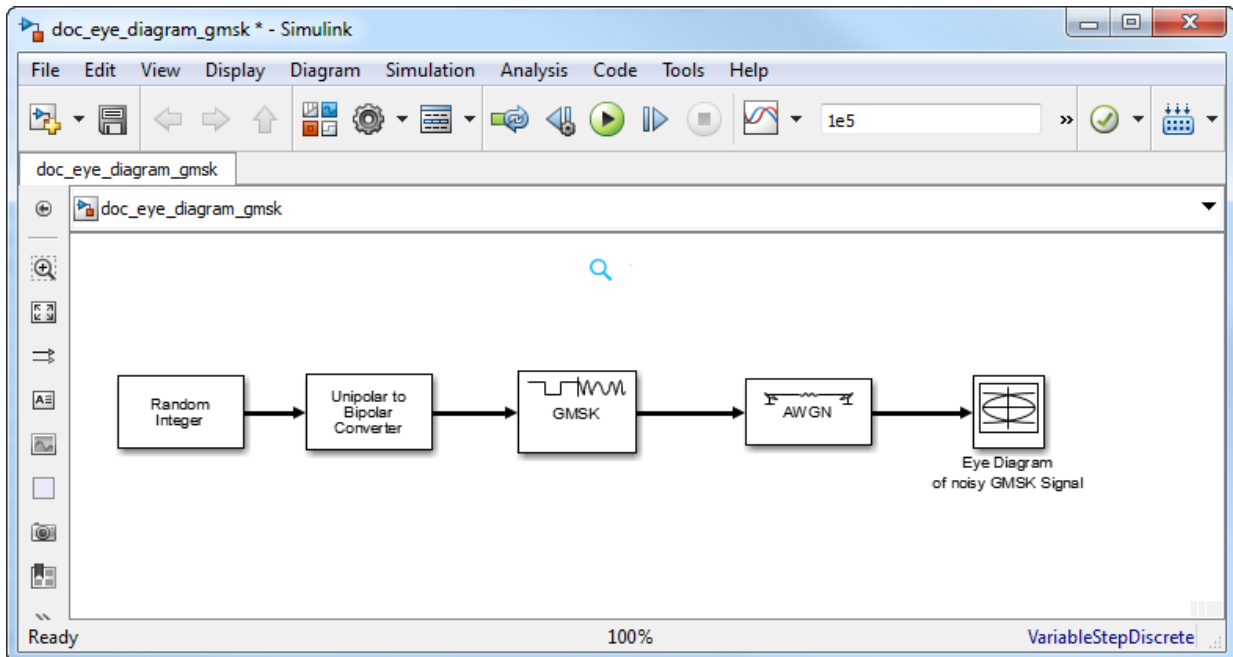 doc_eye_diagram_gmsk * - Simulink
File Edit View Display Diagram Simulation Analysis Code Tools Help
1e5
»
doc_eye_diagram_gmsk
doc_eye_diagram_gmsk
A
Random
Integer
Unipolar to
Bipolar
Converter
GMSK
AWGN
Eye Diagram
of noisy GMSK Signal
Ready 100% VariableStepDiscrete